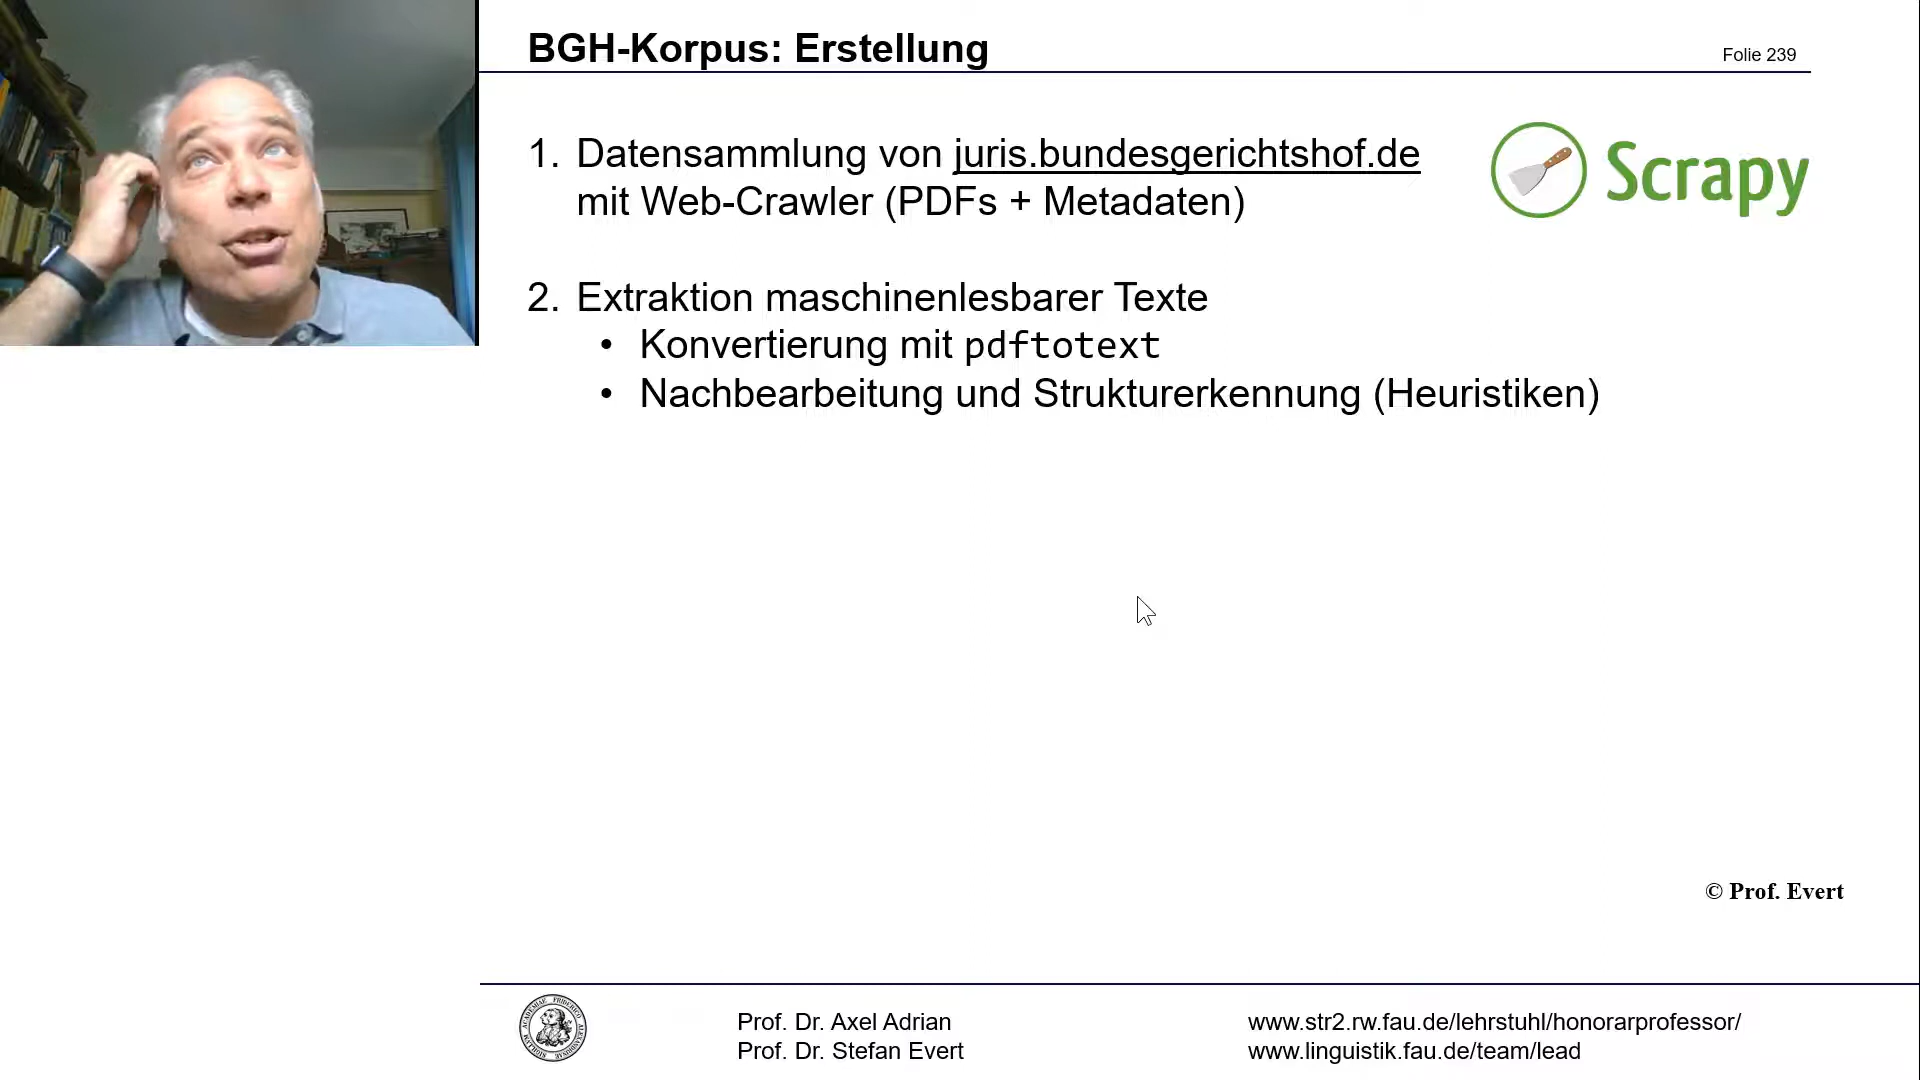 BGH-Korpus: Erstellung
Folie 239
1. Datensammlung von juris.bundesgerichtshof.de
mit Web-Crawler (PDFs + Metadaten)
Scrapy
2. Extraktion maschinenlesbarer Texte
• Konvertierung mit pdftotext
• Nachbearbeitung und Strukturerkennung (Heuristiken)
© Prof. Evert
Prof. Dr. Axel Adrian
Prof. Dr. Stefan Evert
www.str2.rw.fau.de/lehrstuhl/honorarprofessor/
www.linguistik.fau.de/team/lead